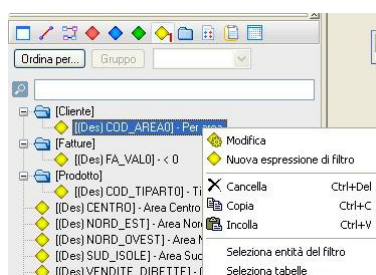 Ordina per...
Gruppo
[Cliente]
[(Des) COD_AREA0] - Per area
Modifica
[Fatture]
Nuova espressione di filtro
[(Des) FA_VAL0] - < 0
[Prodotto]
Cancella Ctrl+Del
[(Des) COD_TIPART0] - Ti
Copia Ctrl+C
[(Des) CENTRO] - Area Centro
Incolla Ctrl+V
[(Des) NORD_EST] - Area Nor
[(Des) NORD_OVEST] - Area N
Seleziona entità del filtro
[(Des) SUD_ISOLE] - Area Sud
Seleziona tabelle
[(Des) VENDITE_DIRETTE] -